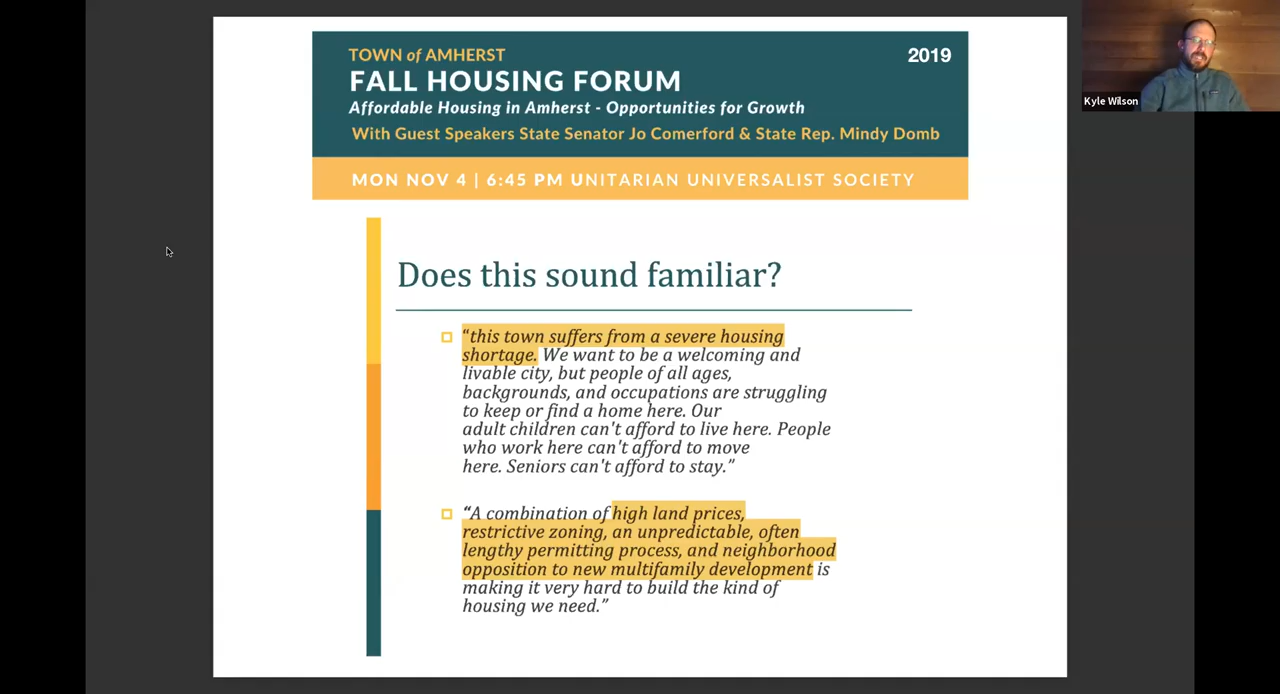 TOWN of AMHERST
2019
FALL HOUSING FORUM
Affordable Housing in Amherst - Opportunities for Growth
With Guest Speakers State Senator Jo Comerford & State Rep. Mindy Domb
MON NOV 4 | 6:45 PM UNITARIAN UNIVERSALIST SOCIETY
Kyle Wilson
Does this sound familiar?
“this town suffers from a severe housing
shortage. We want to be a welcoming and
livable city, but people of all ages,
backgrounds, and occupations are struggling
to keep or find a home here. Our
adult children can't afford to live here. People
who work here can't afford to move
here. Seniors can't afford to stay.”
“A combination of high land prices,
restrictive zoning, an unpredictable, often
lengthy permitting process, and neighborhood
opposition to new multifamily development is
making it very hard to build the kind of
housing we need.”